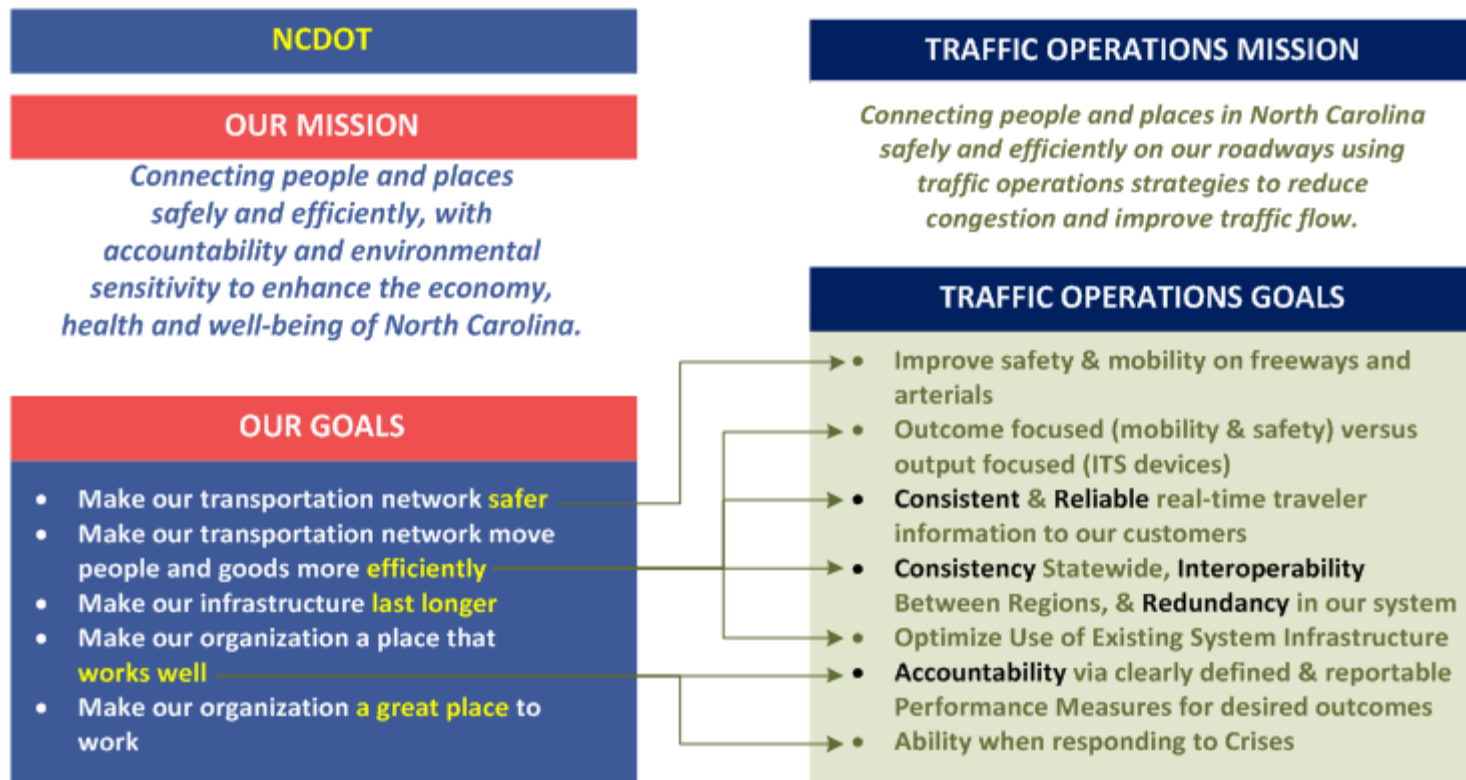 NCDOT
OUR MISSION
Connecting people and places
safely and efficiently, with
accountability and environmental
sensitivity to enhance the economy,
health and well-being of North Carolina.
OUR GOALS
• Make our transportation network safer
• Make our transportation network move
people and goods more efficiently
• Make our infrastructure last longer
• Make our organization a place that
works well
• Make our organization a great place to
work
TRAFFIC OPERATIONS MISSION
Connecting people and places in North Carolina
safely and efficiently on our roadways using
traffic operations strategies to reduce
congestion and improve traffic flow.
TRAFFIC OPERATIONS GOALS
• Improve safety & mobility on freeways and
arterials
• Outcome focused (mobility & safety) versus
output focused (ITS devices)
• Consistent & Reliable real-time traveler
information to our customers
• Consistency Statewide, Interoperability
Between Regions, & Redundancy in our system
• Optimize Use of Existing System Infrastructure
• Accountability via clearly defined & reportable
Performance Measures for desired outcomes
• Ability when responding to Crises